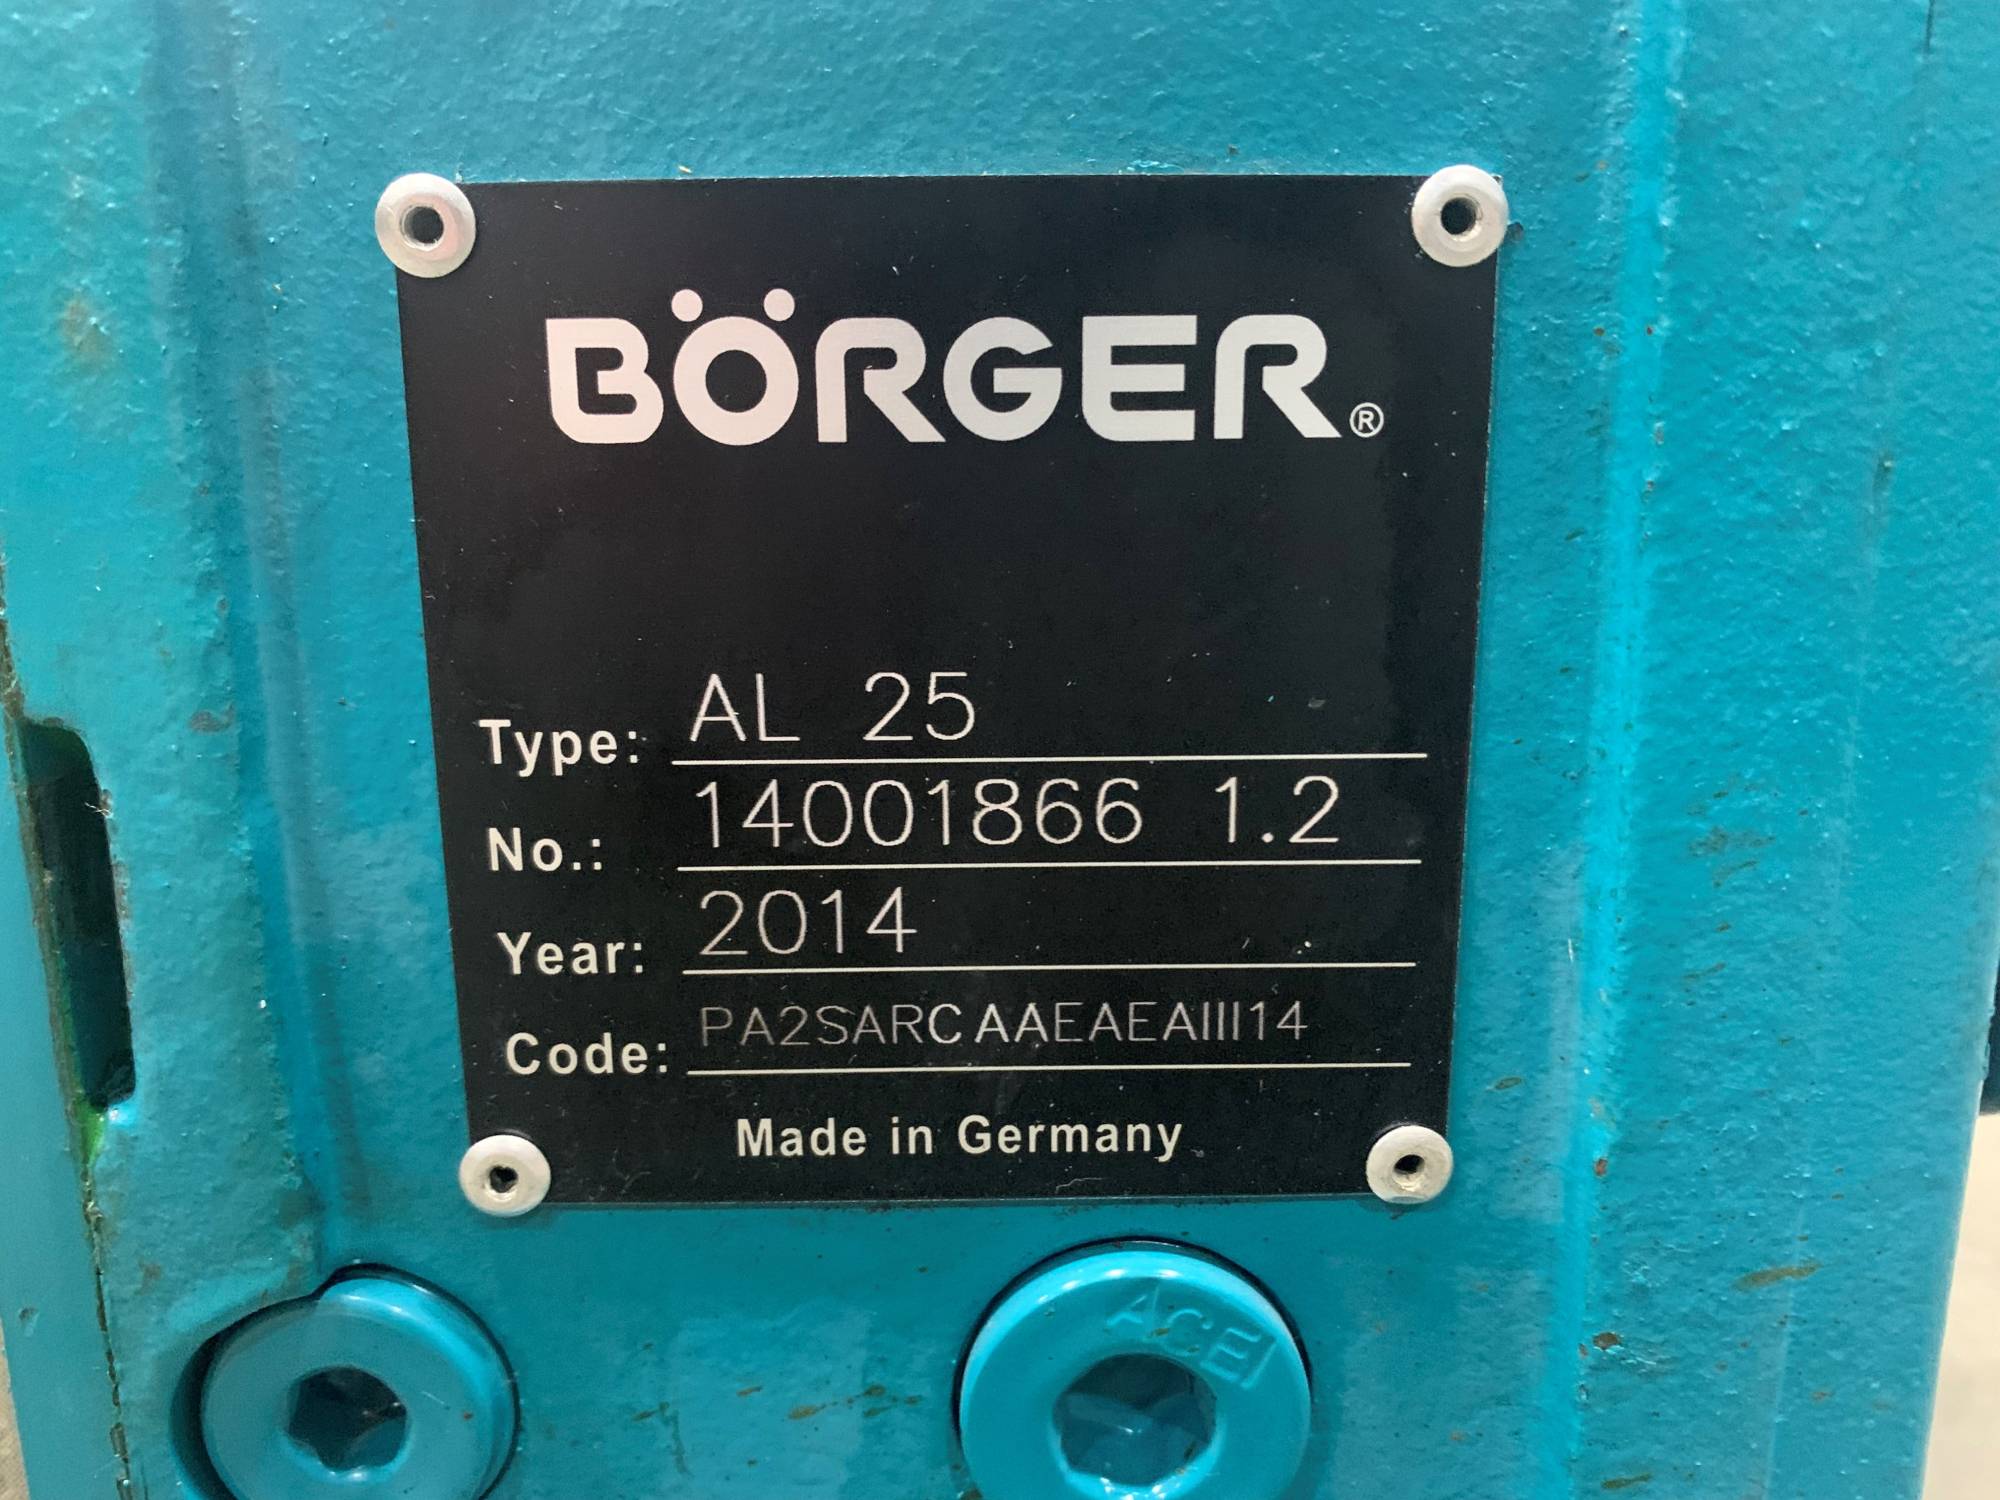 BÖRGER®
Type: AL 25
No.: 14001866 1.2
Year: 2014
Code: PA2SARCAAEAEAIII14
Made in Germany
ACE